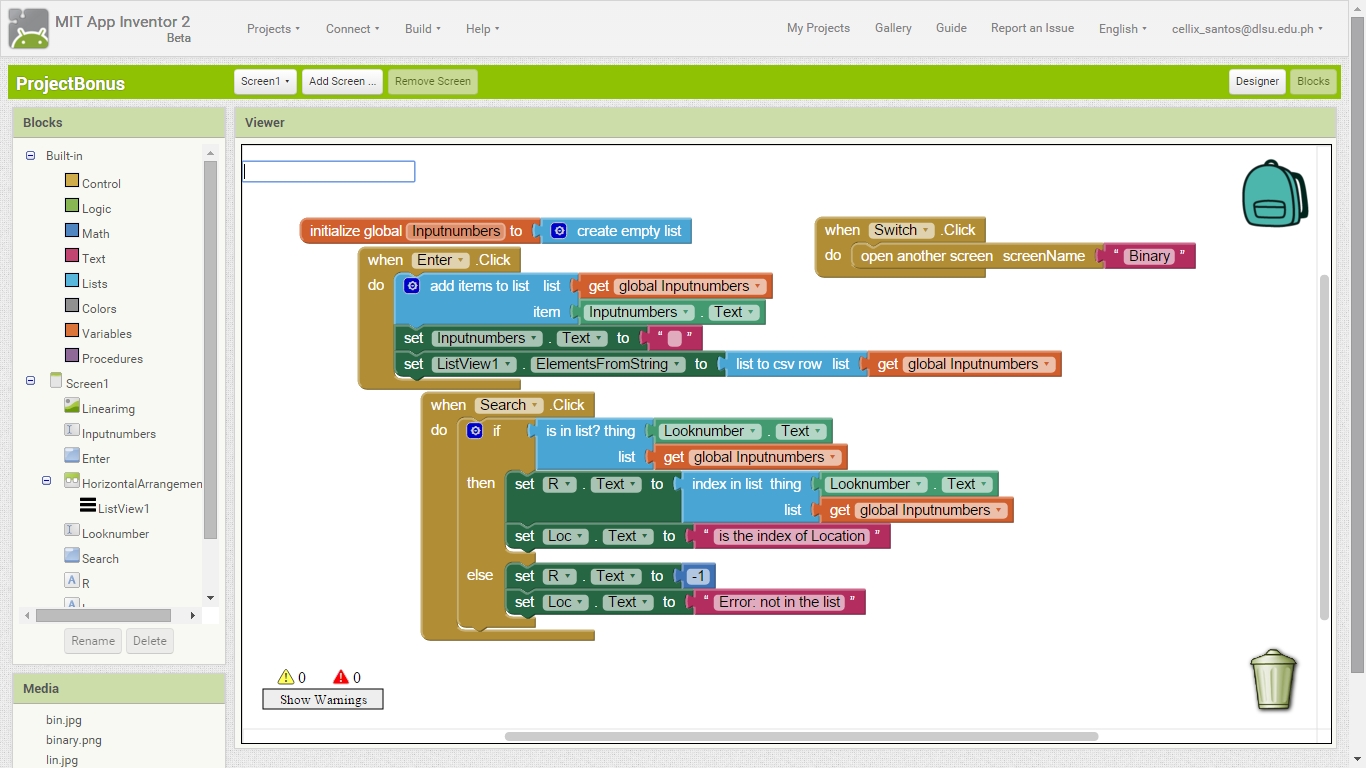 MIT App Inventor 2
Beta
Projects Connect Build Help My Projects Gallery Guide Report an Issue English cellix_santos@dlsu.edu.ph
ProjectBonus Screen1 Add Screen ... Remove Screen Designer Blocks
Blocks
Built-in
Control
Logic
Math
Text
Lists
Colors
Variables
Procedures
Screen1
Linearimg
Inputnumbers
Enter
HorizontalArrangemen
ListView1
Looknumber
Search
R
Rename Delete
Media
bin.jpg
binary.png
lin.jpg
Viewer
initialize global Inputnumbers to create empty list
when Enter .Click
do add items to list list get global Inputnumbers
item Inputnumbers . Text
set Inputnumbers . Text to " "
set ListView1 . ElementsFromString to list to csv row list get global Inputnumbers
when Switch .Click
do open another screen screenName " Binary "
when Search .Click
do if is in list? thing Looknumber . Text
list get global Inputnumbers
then set R . Text to index in list thing Looknumber . Text
list get global Inputnumbers
set Loc . Text to " is the index of Location "
else set R . Text to -1
set Loc . Text to " Error: not in the list "
0 0
Show Warnings